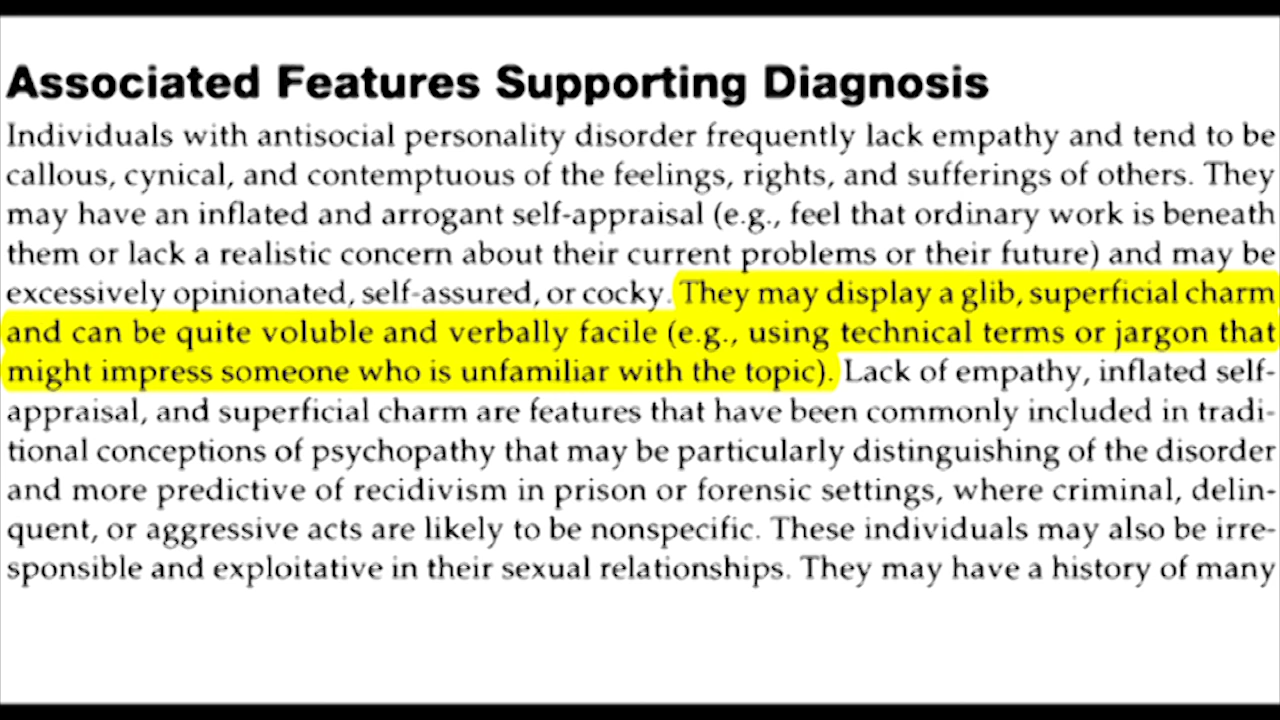 Associated Features Supporting Diagnosis
Individuals with antisocial personality disorder frequently lack empathy and tend to be
callous, cynical, and contemptuous of the feelings, rights, and sufferings of others. They
may have an inflated and arrogant self-appraisal (e.g., feel that ordinary work is beneath
them or lack a realistic concern about their current problems or their future) and may be
excessively opinionated, self-assured, or cocky. They may display a glib, superficial charm
and can be quite voluble and verbally facile (e.g., using technical terms or jargon that
might impress someone who is unfamiliar with the topic). Lack of empathy, inflated self-
appraisal, and superficial charm are features that have been commonly included in tradi-
tional conceptions of psychopathy that may be particularly distinguishing of the disorder
and more predictive of recidivism in prison or forensic settings, where criminal, delin-
quent, or aggressive acts are likely to be nonspecific. These individuals may also be irre-
sponsible and exploitative in their sexual relationships. They may have a history of many